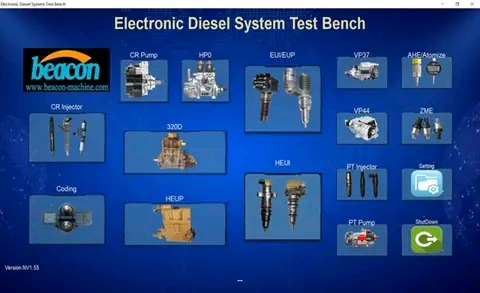 Electronic Diesel System Test Bench
Electronic Diesel System Test Bench
beacon
www.beacon-machine.com
CR Pump
HP0
EUI/EUP
VP37
AHE/Atomize
CR Injector
320D
VP44
ZME
HEUI
PT Injector
Setting
Coding
HEUP
PT Pump
ShutDown
Version:NV1.55